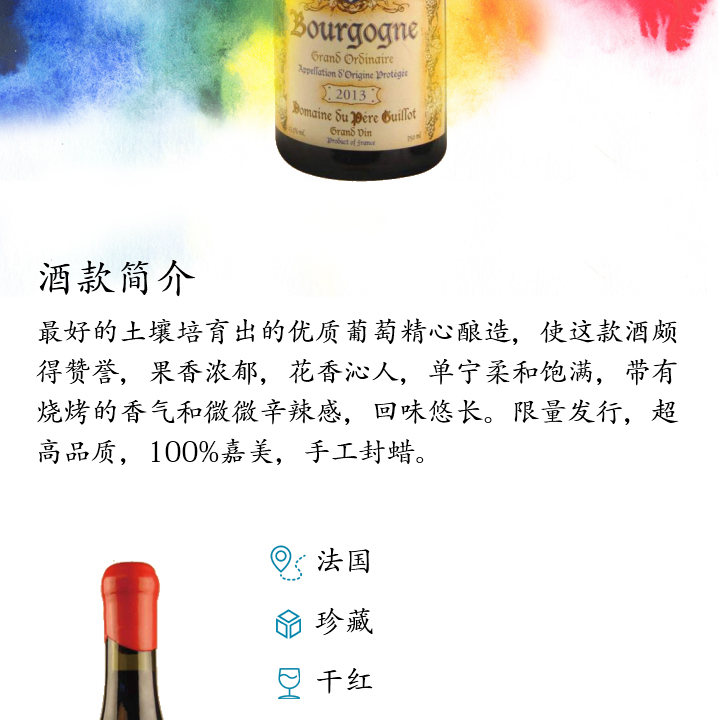 Bourgogne
Grand Ordinaire
Appellation d'Origine Protégée
2013
Domaine du Père Guillot
Grand Vin
Product of France
750 ml
酒款简介
最好的土壤培育出的优质葡萄精心酿造，使这款酒颇
得赞誉，果香浓郁，花香沁人，单宁柔和饱满，带有
烧烤的香气和微微辛辣感，回味悠长。限量发行，超
高品质，100%嘉美，手工封蜡。
法国
珍藏
干红